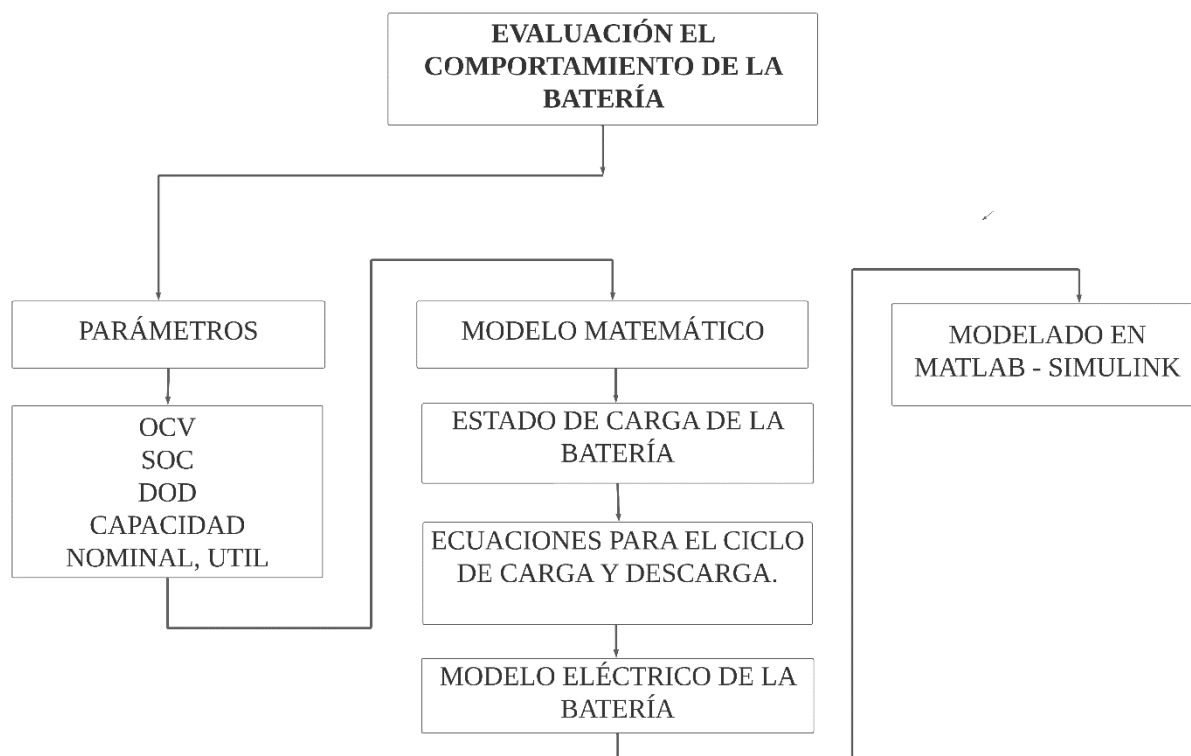 EVALUACIÓN EL
COMPORTAMIENTO DE LA
BATERÍA
PARÁMETROS
OCV
SOC
DOD
CAPACIDAD
NOMINAL, UTIL
MODELO MATEMÁTICO
ESTADO DE CARGA DE LA
BATERÍA
ECUACIONES PARA EL CICLO
DE CARGA Y DESCARGA.
MODELO ELÉCTRICO DE LA
BATERÍA
MODELADO EN
MATLAB - SIMULINK